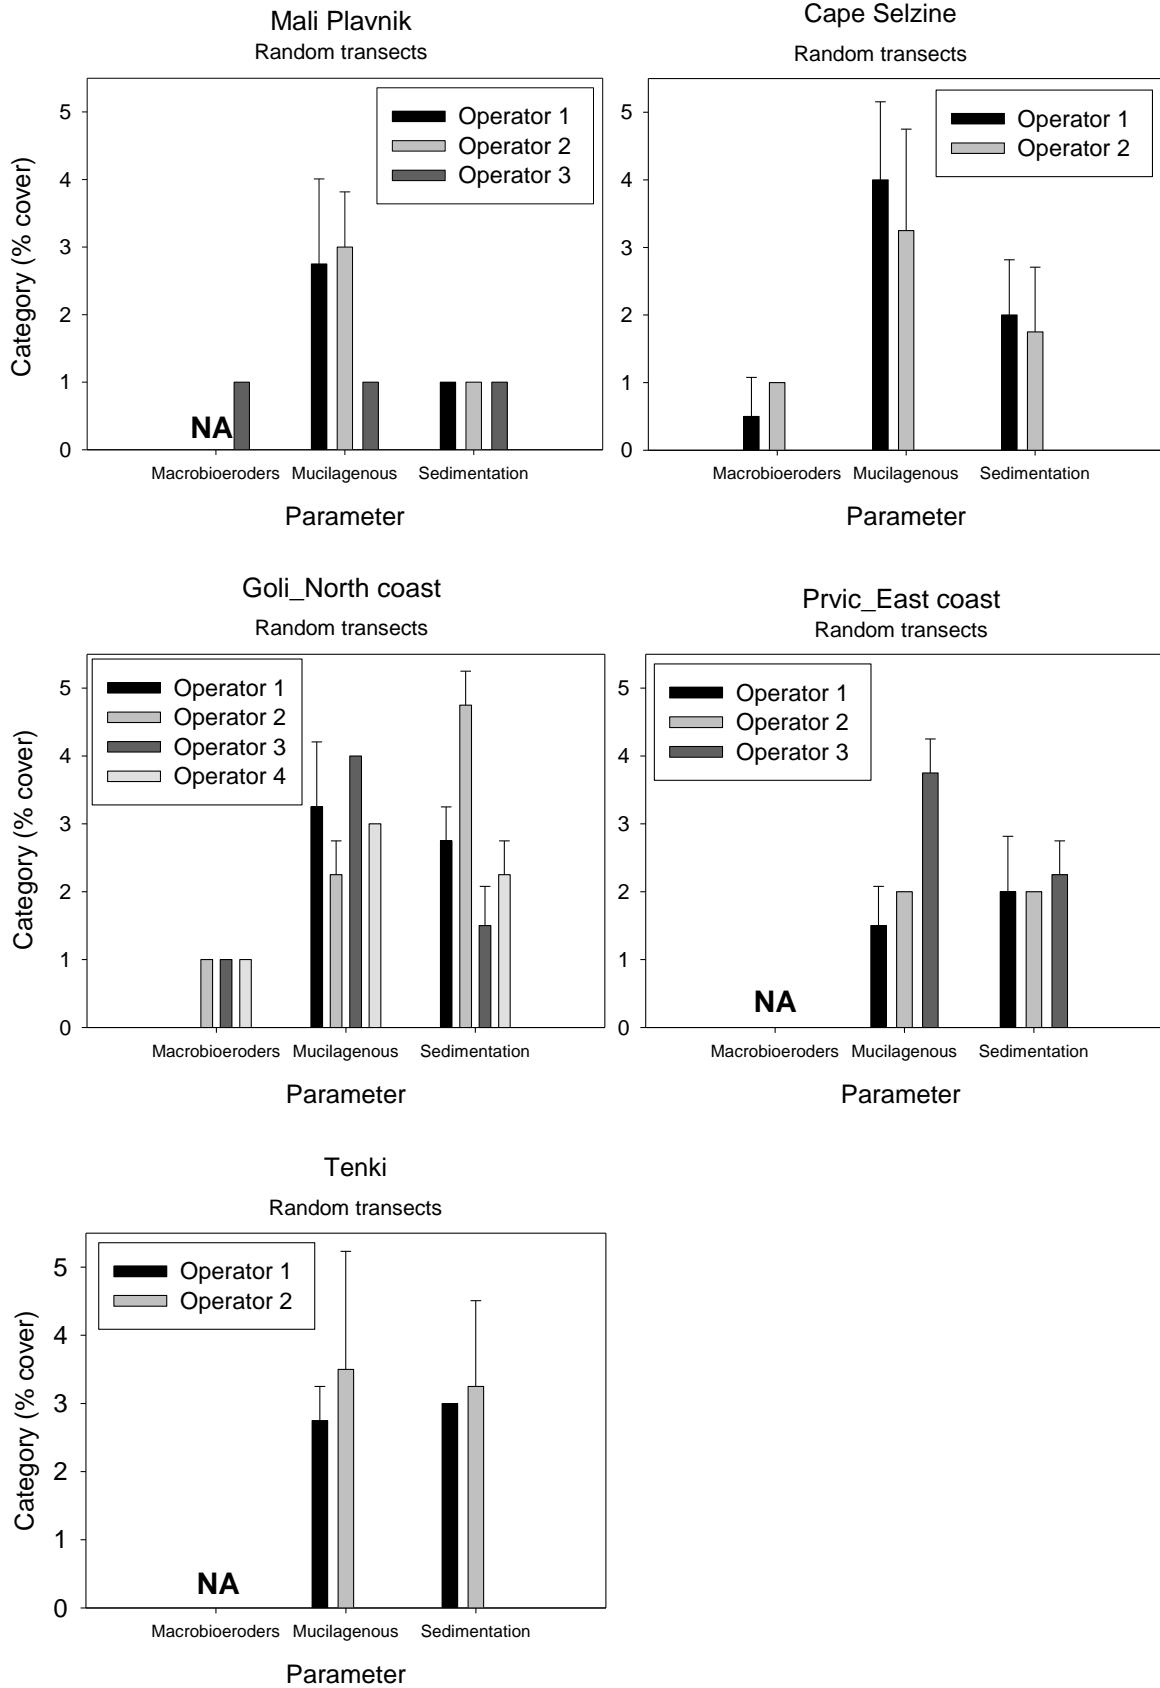 Mali Plavnik
Random transects
Operator 1
Operator 2
Operator 3
Category (% cover)
5
4
3
2
1
0
NA
Macrobioeroders Mucilagenous Sedimentation
Parameter
Cape Selzine
Random transects
Operator 1
Operator 2
5
4
3
2
1
0
Macrobioeroders Mucilagenous Sedimentation
Parameter
Goli_North coast
Random transects
Operator 1
Operator 2
Operator 3
Operator 4
Category (% cover)
5
4
3
2
1
0
Macrobioeroders Mucilagenous Sedimentation
Parameter
Prvic_East coast
Random transects
Operator 1
Operator 2
Operator 3
5
4
3
2
1
0
NA
Macrobioeroders Mucilagenous Sedimentation
Parameter
Tenki
Random transects
Operator 1
Operator 2
Category (% cover)
5
4
3
2
1
0
NA
Macrobioeroders Mucilagenous Sedimentation
Parameter